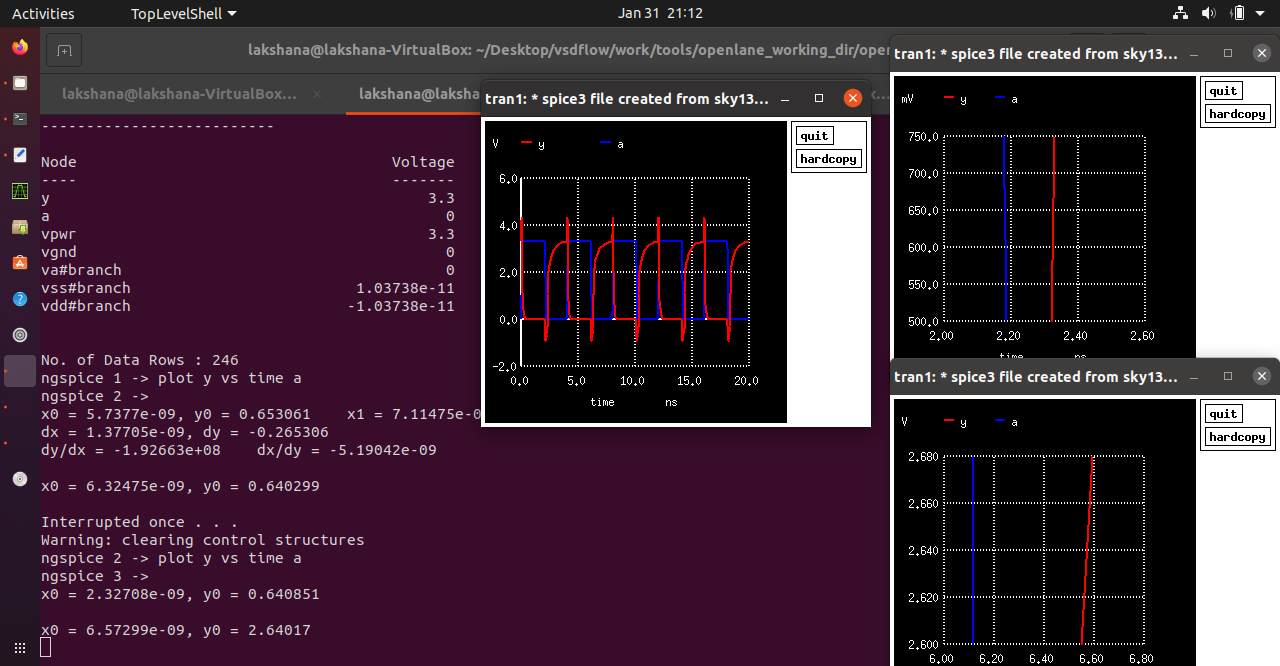 Activities TopLevelShell Jan 31 21:12
lakshana@lakshana-VirtualBox: ~/Desktop/vsdflow/work/tools/openlane_working_dir/open
lakshana@lakshana-VirtualBox... × lakshana@lakshana
--------------------------
Node Voltage
---- -------
y 3.3
a 0
vpwr 3.3
vgnd 0
va#branch 0
vss#branch 1.03738e-11
vdd#branch -1.03738e-11
No. of Data Rows : 246
ngspice 1 -> plot y vs time a
ngspice 2 ->
x0 = 5.7377e-09, y0 = 0.653061 x1 = 7.11475e-0
dx = 1.37705e-09, dy = -0.265306
dy/dx = -1.92663e+08 dx/dy = -5.19042e-09
x0 = 6.32475e-09, y0 = 0.640299
Interrupted once . . .
Warning: clearing control structures
ngspice 2 -> plot y vs time a
ngspice 3 ->
x0 = 2.32708e-09, y0 = 0.640851
x0 = 6.57299e-09, y0 = 2.64017
tran1: * spice3 file created from sky13...
quit
hardcopy
V y a
6.0
4.0
2.0
0.0
-2.0
0.0 5.0 10.0 15.0 20.0
time ns
tran1: * spice3 file created from sky13...
quit
hardcopy
mV y a
750.0
700.0
650.0
600.0
550.0
500.0
2.00 2.20 2.40 2.60
time ns
tran1: * spice3 file created from sky13...
quit
hardcopy
V y a
2.680
2.660
2.640
2.620
2.600
6.00 6.20 6.40 6.60 6.80